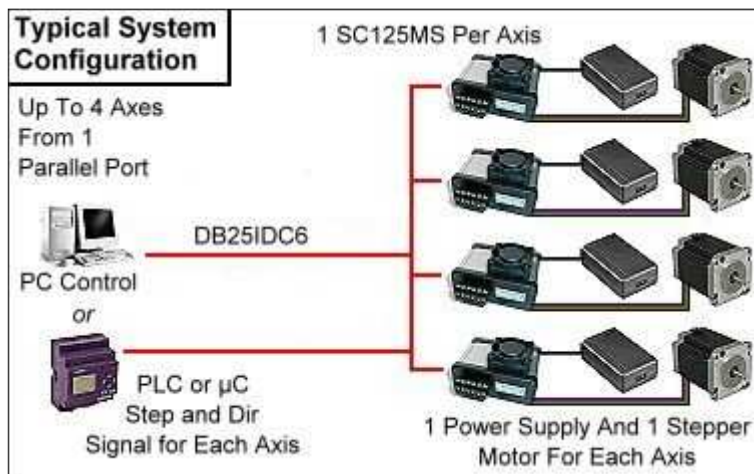 Typical System
Configuration
1 SC125MS Per Axis
Up To 4 Axes
From 1
Parallel Port
DB25IDC6
PC Control
or
PLC or µC
Step and Dir
Signal for Each Axis
1 Power Supply And 1 Stepper
Motor For Each Axis